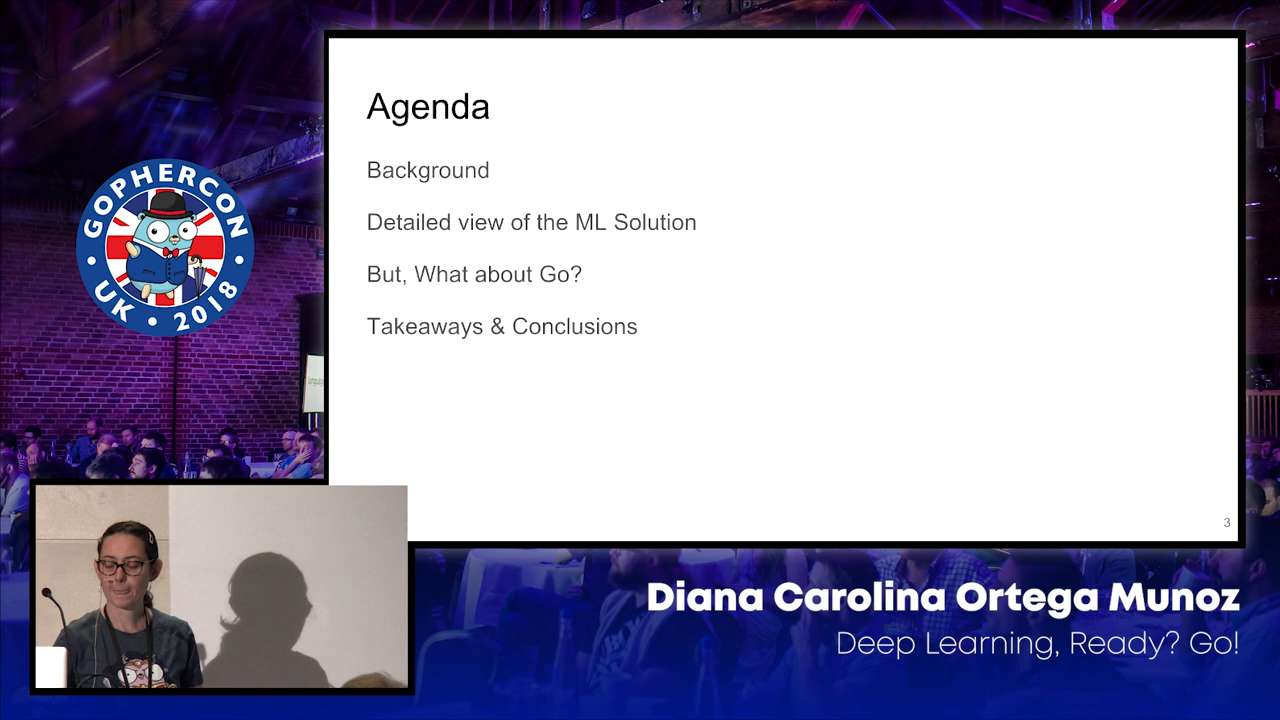 GOPHERCON
UK • 2018
Agenda
Background
Detailed view of the ML Solution
But, What about Go?
Takeaways & Conclusions
3
Diana Carolina Ortega Munoz
Deep Learning, Ready? Go!